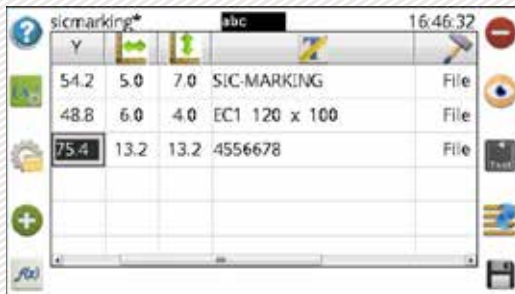 sicmarking* abc 16:46:32
Y
54.2 5.0 7.0 SIC-MARKING File
48.8 6.0 4.0 EC1 120 x 100 File
75.4 13.2 13.2 4556678 File
Test
f(x)